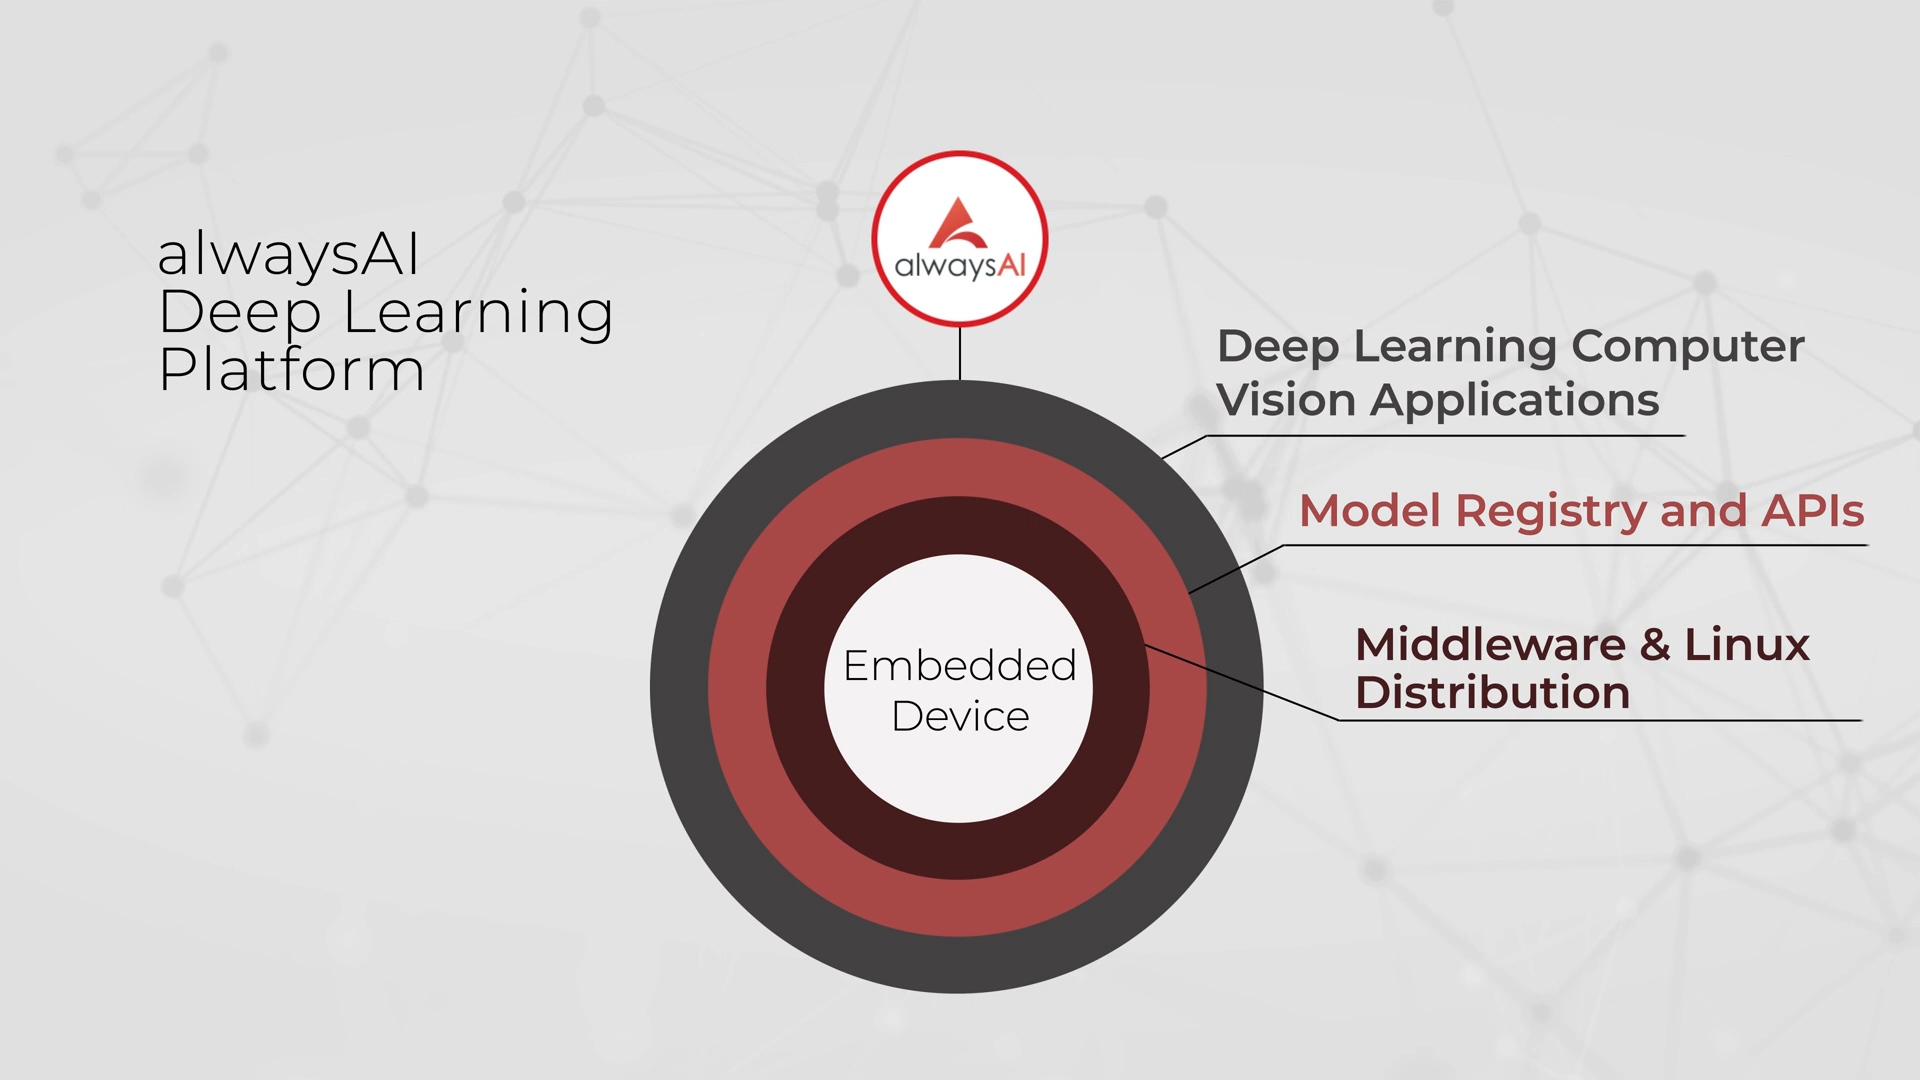 alwaysAI
Deep Learning
Platform
alwaysAI
Deep Learning Computer
Vision Applications
Model Registry and APIs
Middleware & Linux
Distribution
Embedded
Device